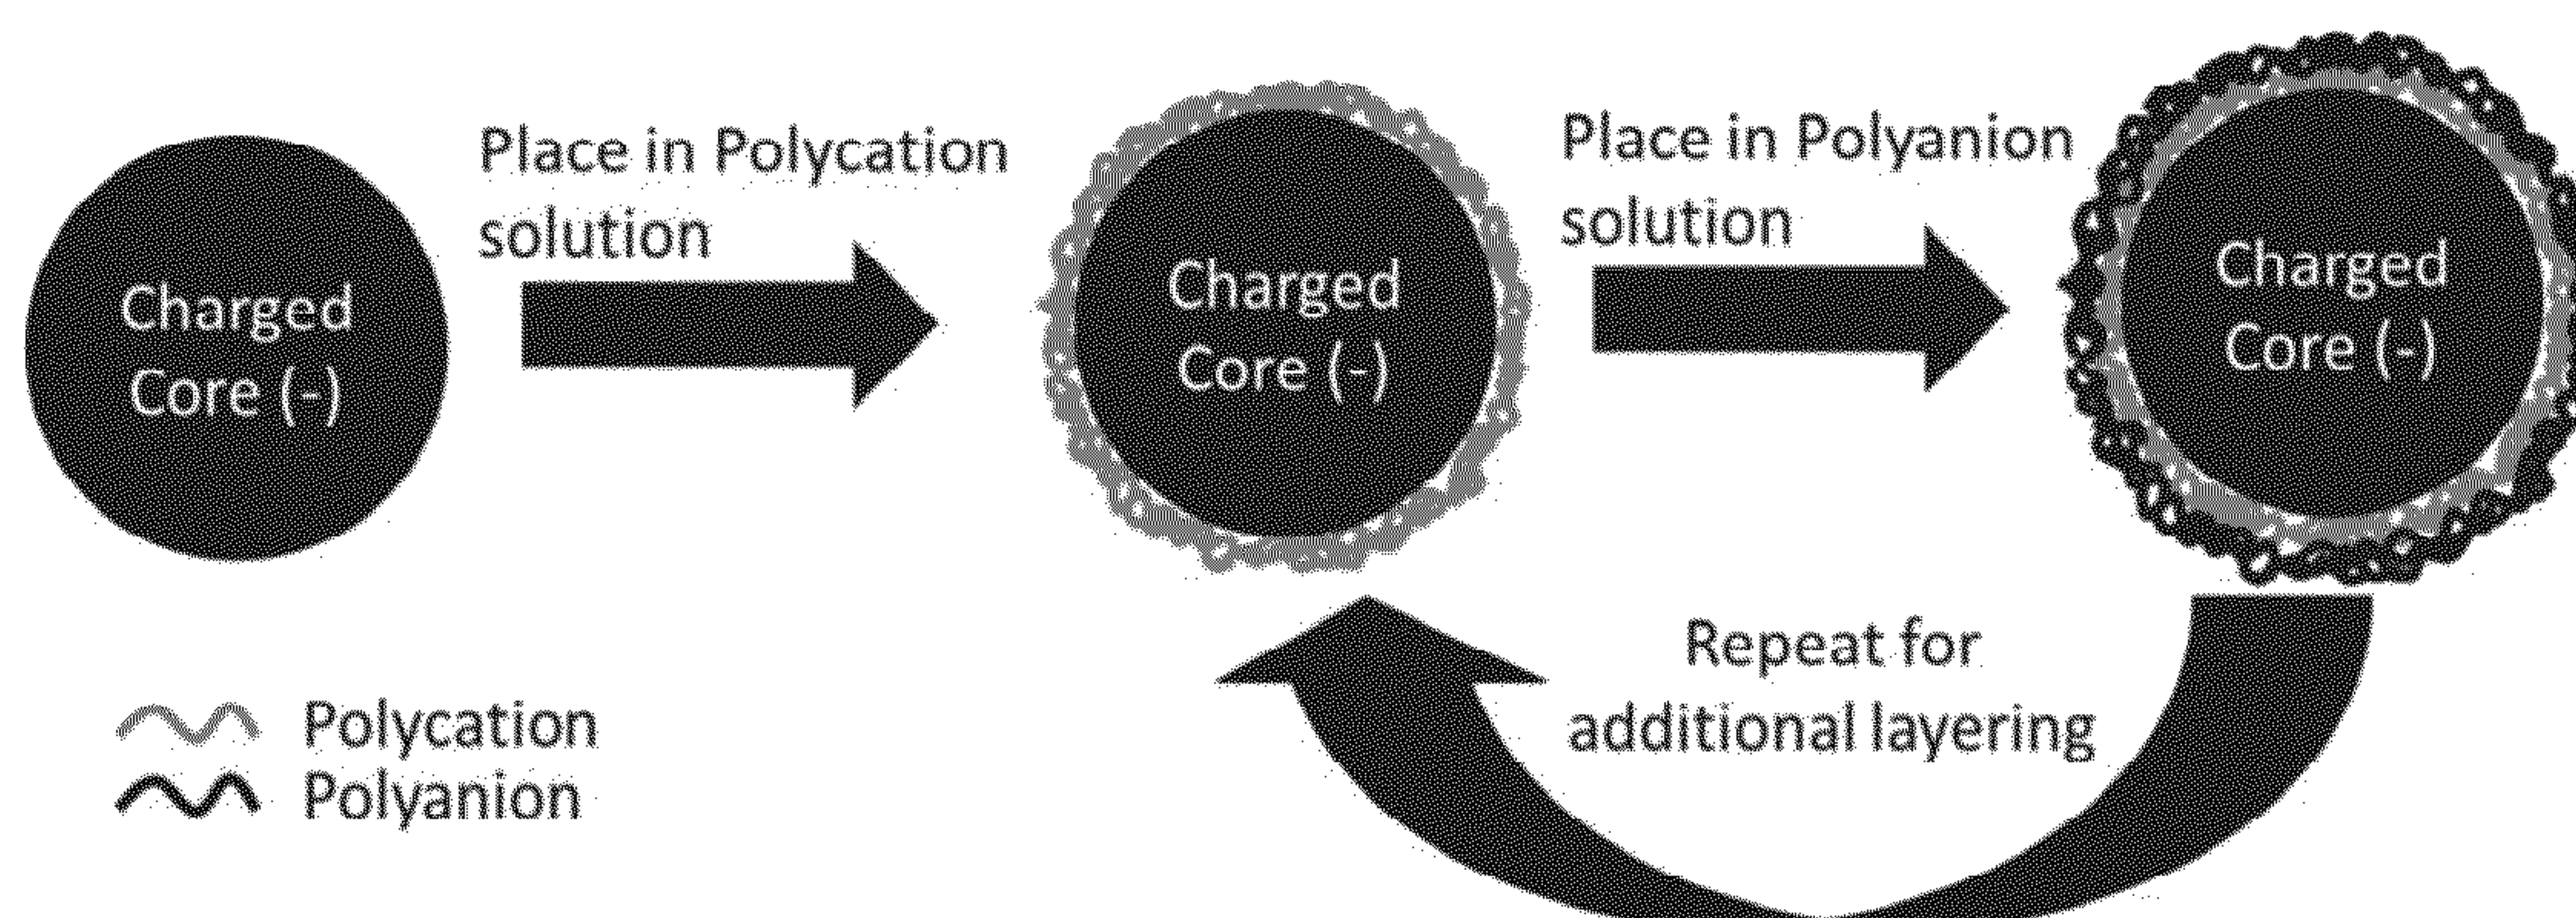 Charged
Core (-)
Place in Polycation
solution
Charged
Core (-)
Place in Polyanion
solution
Charged
Core (-)
Repeat for
additional layering
Polycation
Polyanion